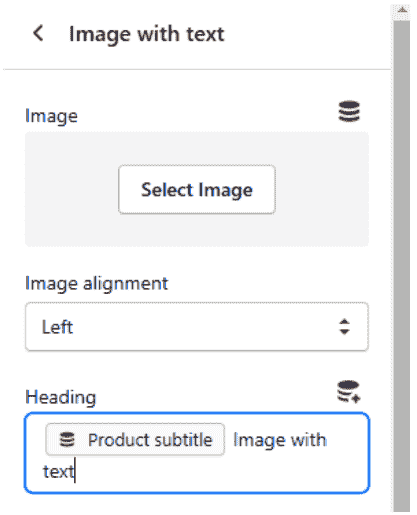 Image with text
Image
Select Image
Image alignment
Left
Heading
Product subtitle Image with
text